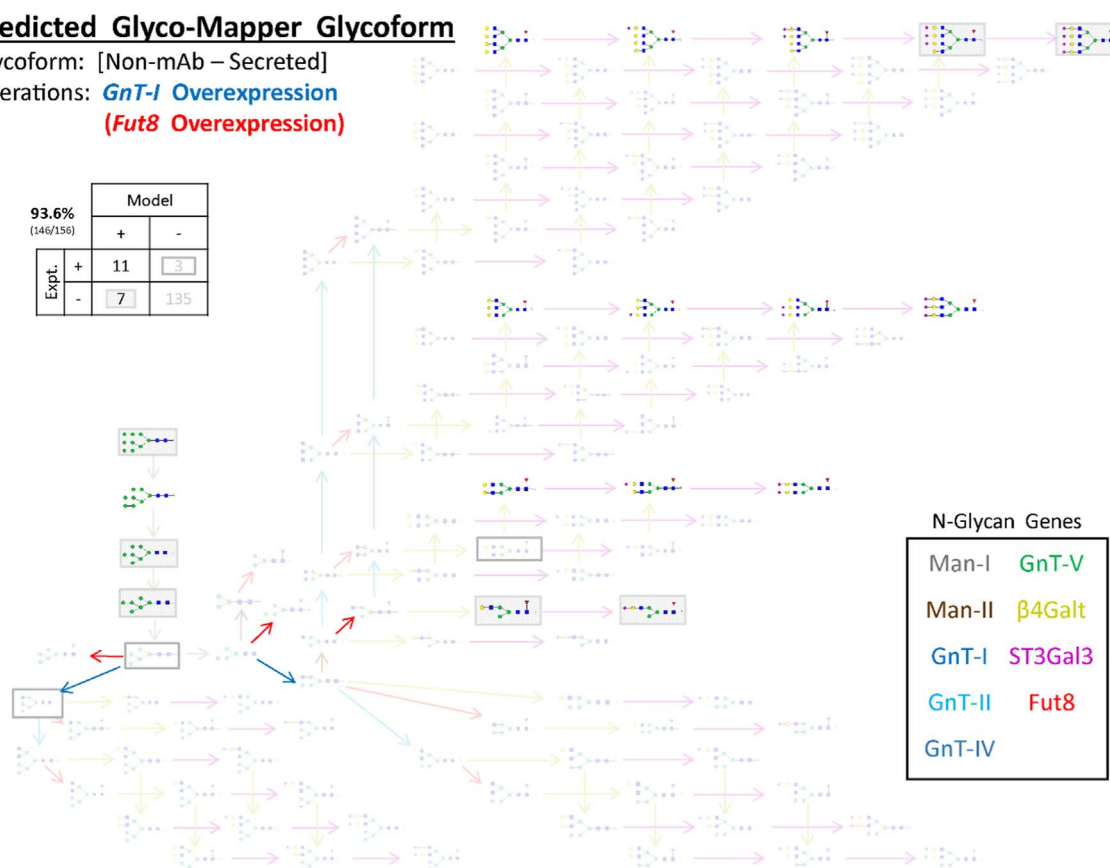 edicted Glyco-Mapper Glycoform
ycoform: [Non-mAb – Secreted]
erations: GnT-I Overexpression
(Fut8 Overexpression)
93.6%
(146/156)
Model
+ -
Expt.
+ 11 3
- 7 135
N-Glycan Genes
Man-I GnT-V
Man-II β4Galt
GnT-I ST3Gal3
GnT-II Fut8
GnT-IV